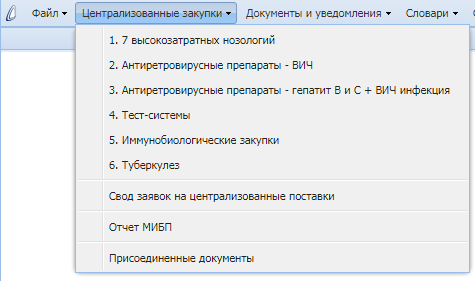 Файл Централизованные закупки Документы и уведомления Словари
1. 7 высокозатратных нозологий
2. Антиретровирусные препараты - ВИЧ
3. Антиретровирусные препараты - гепатит В и С + ВИЧ инфекция
4. Тест-системы
5. Иммунобиологические закупки
6. Туберкулез
Свод заявок на централизованные поставки
Отчет МИБП
Присоединенные документы